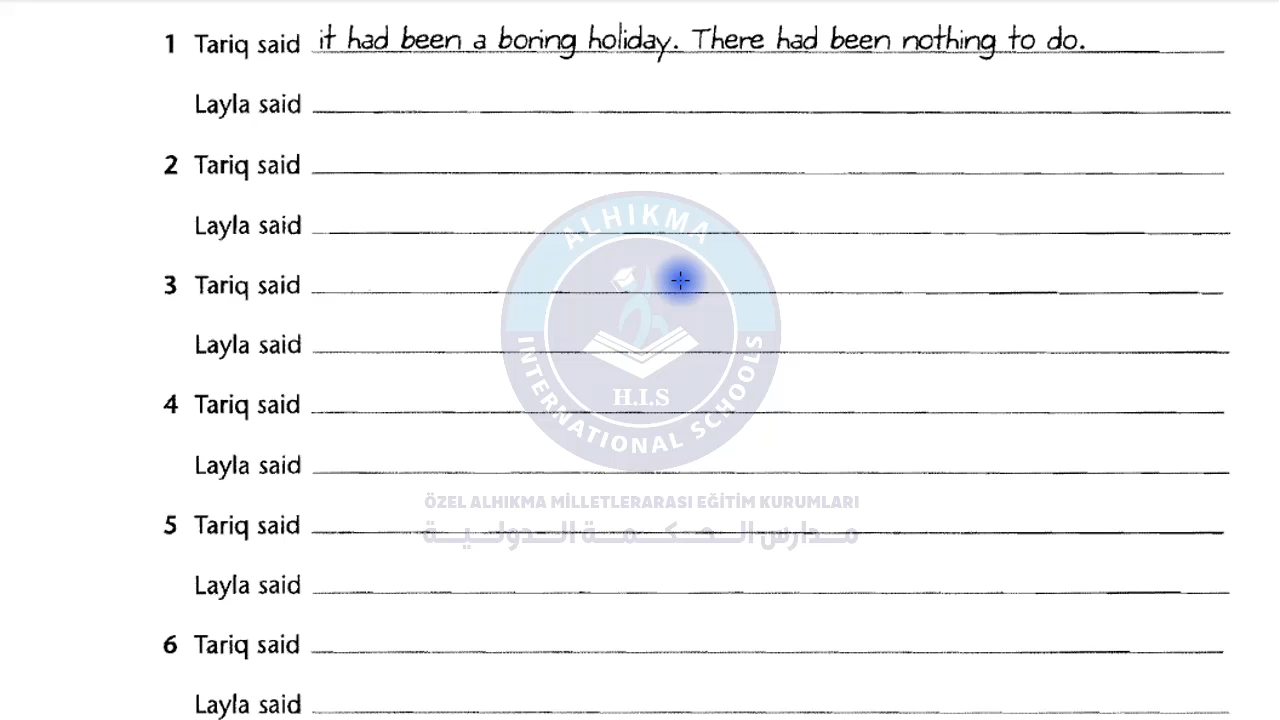 1 Tariq said it had been a boring holiday. There had been nothing to do.
Layla said
2 Tariq said
Layla said
3 Tariq said
Layla said
4 Tariq said
Layla said
5 Tariq said
Layla said
6 Tariq said
Layla said
ALHIKMA
INTERNATIONAL SCHOOLS
H.I.S
ÖZEL ALHIKMA MİLLETLERARASI EĞİTİM KURUMLARI
مدارس الحكمة الدولية